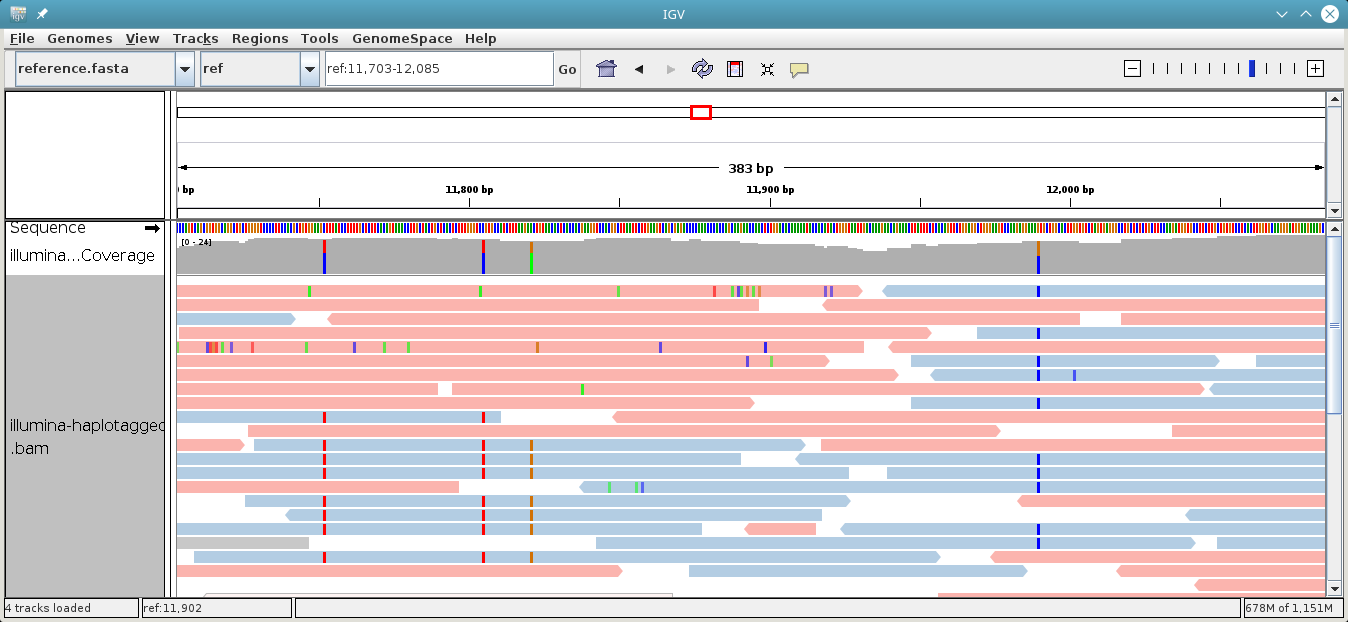 IGV
File Genomes View Tracks Regions Tools GenomeSpace Help
reference.fasta ref ref:11,703-12,085 Go
383 bp
bp 11,800 bp 11,900 bp 12,000 bp
Sequence
[0 - 24]
illumina...Coverage
illumina-haplotagged
.bam
4 tracks loaded ref:11,902 678M of 1,151M